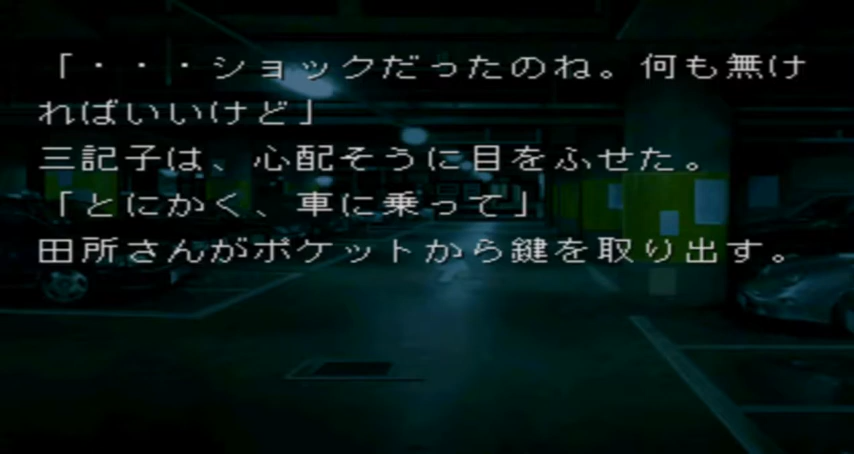 「・・・ショックだったのね。何も無け
ればいいけど」
三記子は、心配そうに目をふせた。
「とにかく、車に乗って」
田所さんがポケットから鍵を取り出す。